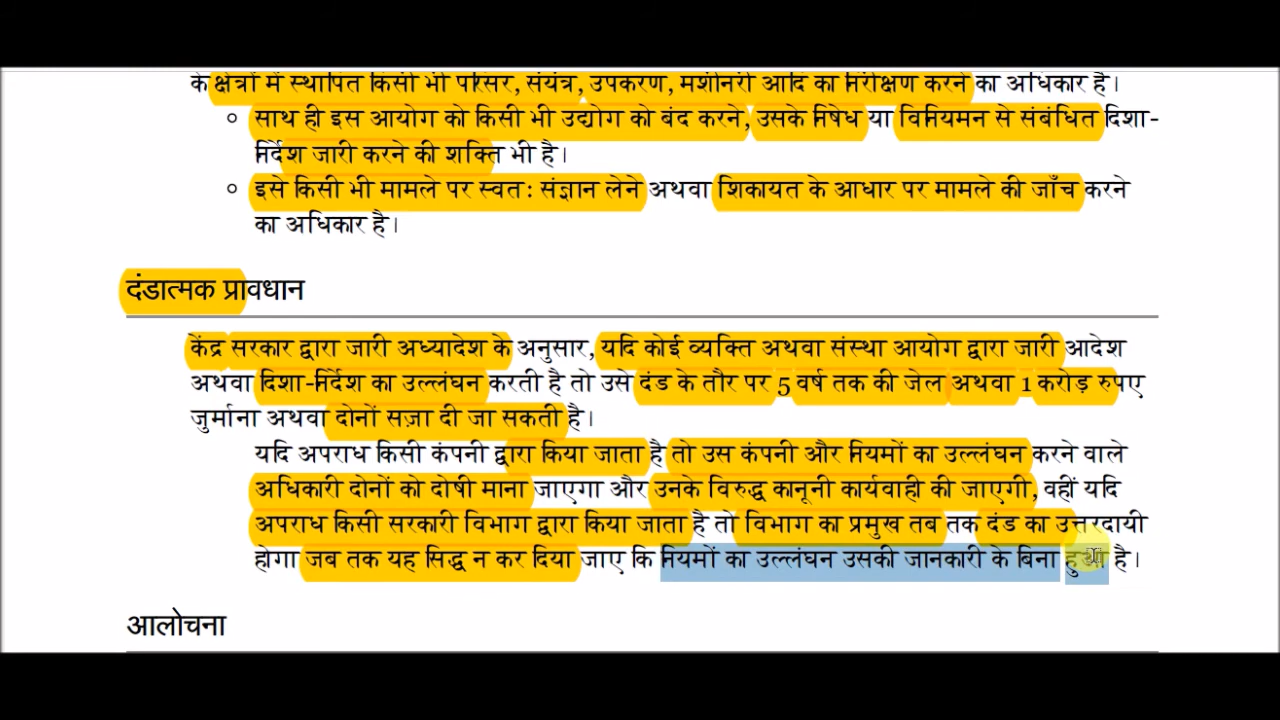 के क्षेत्रों में स्थापित किसी भी परिसर, संयंत्र, उपकरण, मशीनरी आदि का निरीक्षण करने का अधिकार है।
साथ ही इस आयोग को किसी भी उद्योग को बंद करने, उसके निषेध या विनियमन से संबंधित दिशा-
निर्देश जारी करने की शक्ति भी है।
इसे किसी भी मामले पर स्वतः संज्ञान लेने अथवा शिकायत के आधार पर मामले की जाँच करने
का अधिकार है।
दंडात्मक प्रावधान
केंद्र सरकार द्वारा जारी अध्यादेश के अनुसार, यदि कोई व्यक्ति अथवा संस्था आयोग द्वारा जारी आदेश
अथवा दिशा-निर्देश का उल्लंघन करती है तो उसे दंड के तौर पर 5 वर्ष तक की जेल अथवा 1 करोड़ रुपए
जुर्माना अथवा दोनों सज़ा दी जा सकती है।
यदि अपराध किसी कंपनी द्वारा किया जाता है तो उस कंपनी और नियमों का उल्लंघन करने वाले
अधिकारी दोनों को दोषी माना जाएगा और उनके विरुद्ध कानूनी कार्यवाही की जाएगी, वहीं यदि
अपराध किसी सरकारी विभाग द्वारा किया जाता है तो विभाग का प्रमुख तब तक दंड का उत्तरदायी
होगा जब तक यह सिद्ध न कर दिया जाए कि नियमों का उल्लंघन उसकी जानकारी के बिना हुआ है।
आलोचना